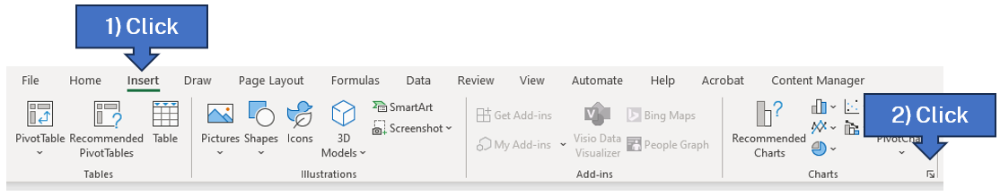 1) Click
File Home Insert Draw Page Layout Formulas Data Review View Automate Help Acrobat Content Manager
PivotTable
Recommended
PivotTables
Table
Tables
Pictures
Shapes
Icons
3D
Models
SmartArt
Screenshot
Illustrations
Get Add-ins
My Add-ins
Visio Data
Visualizer
Bing Maps
People Graph
Add-ins
Recommended
Charts
Charts
2) Click